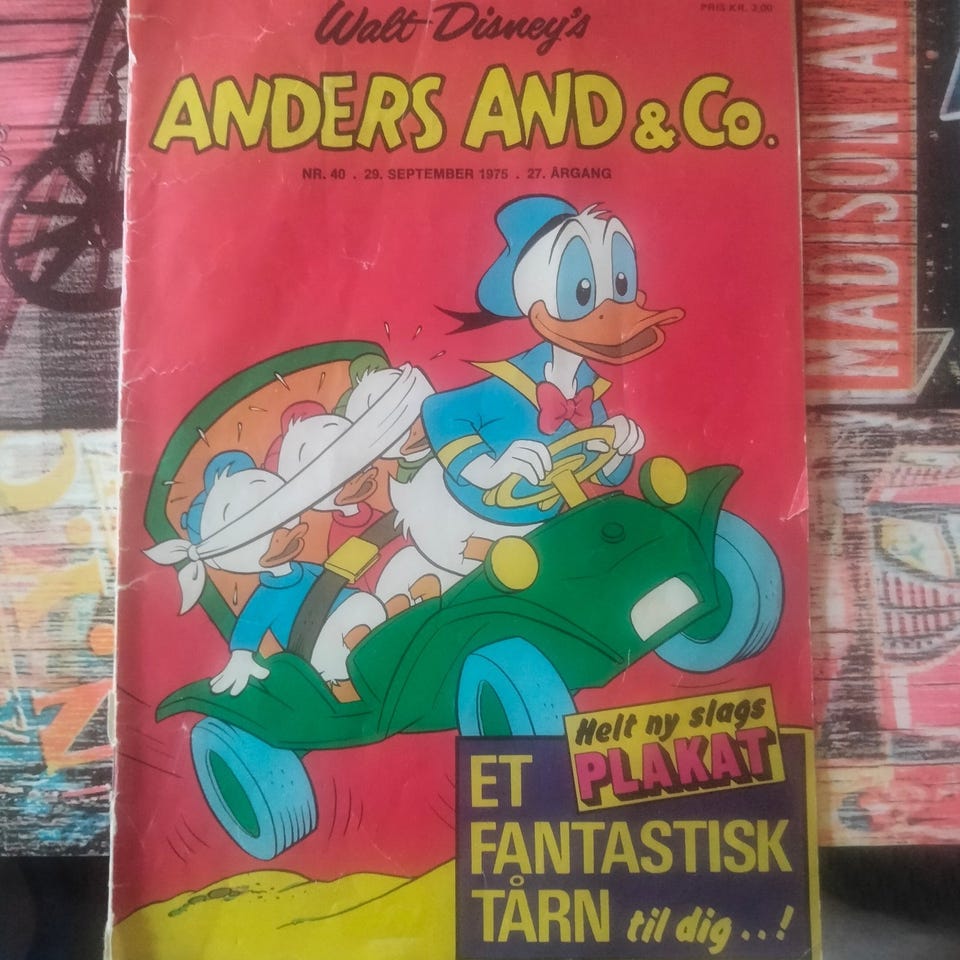 PRIS KR. 3,00
Walt Disney's
ANDERS AND & Co.
NR. 40 . 29. SEPTEMBER 1975 . 27. ÅRGANG
Helt ny slags
PLAKAT
ET
FANTASTISK
TÅRN til dig..!
MADISON AV